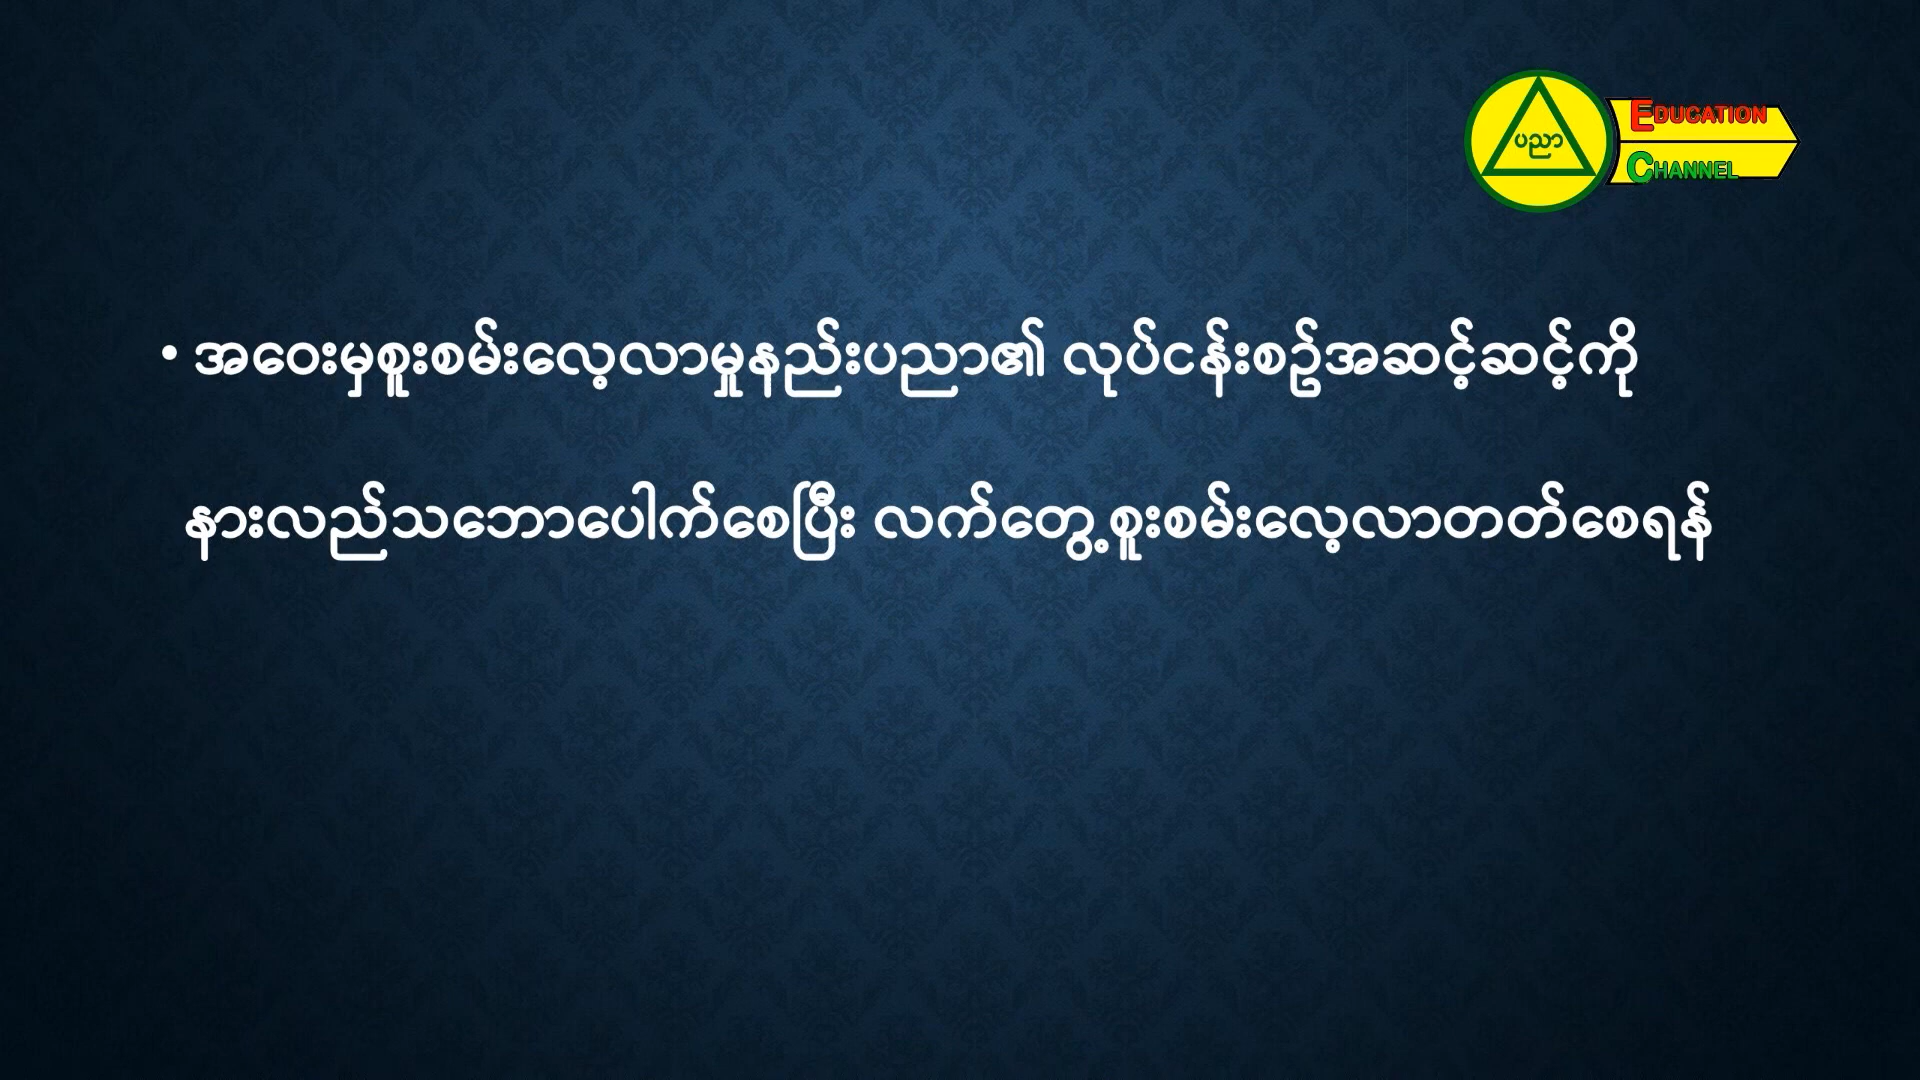 ပညာ
EDUCATION
CHANNEL
• အဝေးမှစူးစမ်းလေ့လာမှုနည်းပညာ၏ လုပ်ငန်းစဥ်အဆင့်ဆင့်ကို
နားလည်သဘောပေါက်စေပြီး လက်တွေ့စူးစမ်းလေ့လာတတ်စေရန်